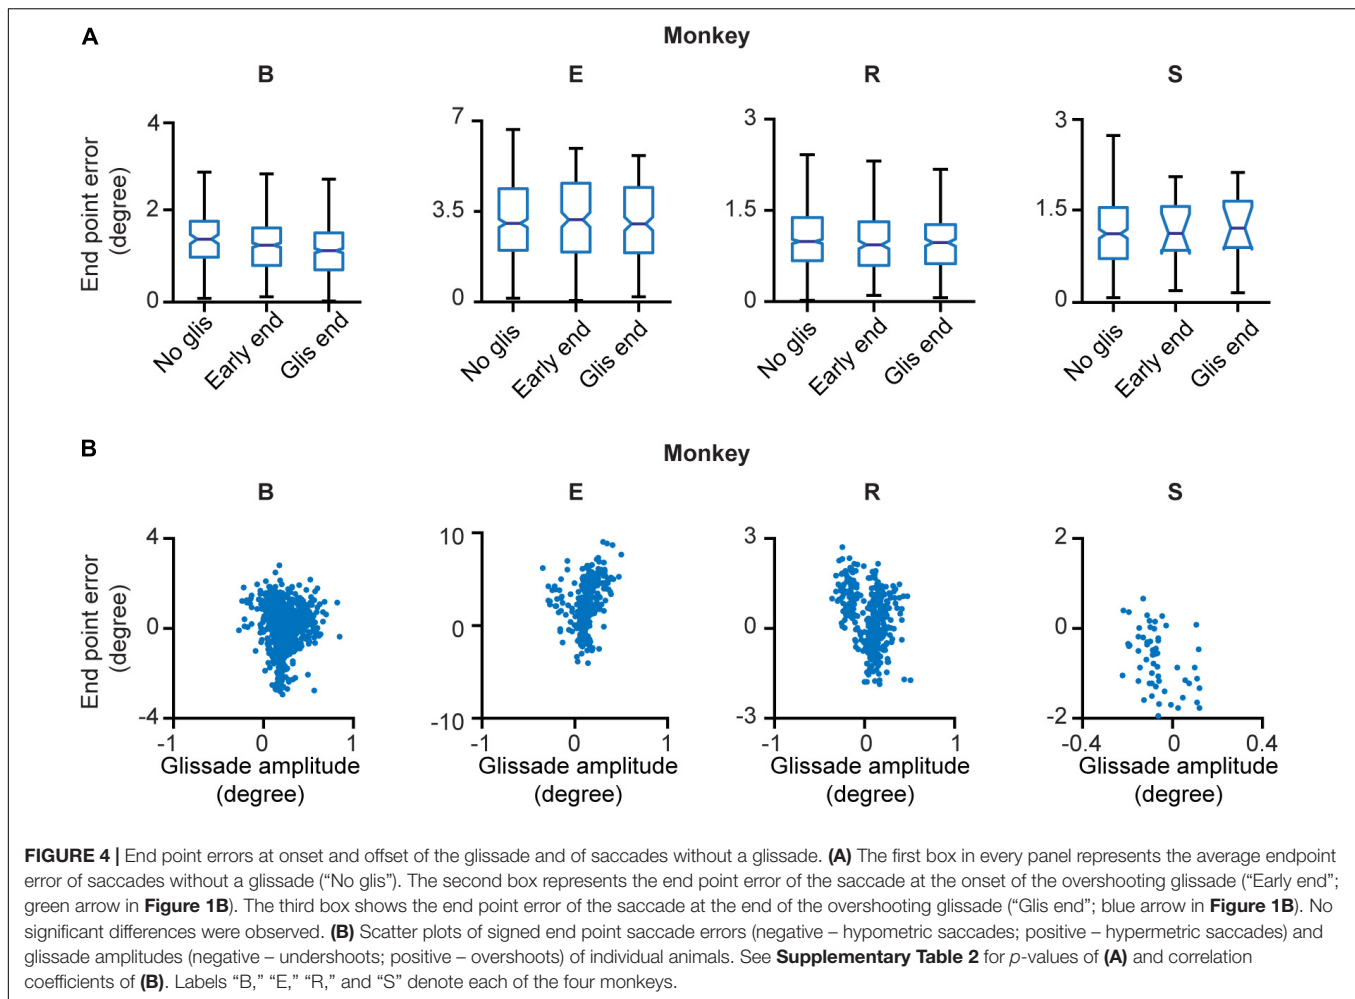 A
Monkey
B
E
R
S
End point error
(degree)
4
2
0
No glis
Early end
Glis end
7
3.5
0
No glis
Early end
Glis end
3
1.5
0
No glis
Early end
Glis end
3
1.5
0
No glis
Early end
Glis end
B
Monkey
B
E
R
S
End point error
(degree)
4
0
-4
-1
0
1
Glissade amplitude
(degree)
10
0
-10
-1
0
1
Glissade amplitude
(degree)
3
0
-3
-1
0
1
Glissade amplitude
(degree)
2
0
-2
-0.4
0
0.4
Glissade amplitude
(degree)
FIGURE 4 | End point errors at onset and offset of the glissade and of saccades without a glissade. (A) The first box in every panel represents the average endpoint
error of saccades without a glissade (“No glis”). The second box represents the end point error of the saccade at the onset of the overshooting glissade (“Early end”;
green arrow in Figure 1B). The third box shows the end point error of the saccade at the end of the overshooting glissade (“Glis end”; blue arrow in Figure 1B). No
significant differences were observed. (B) Scatter plots of signed end point saccade errors (negative – hypometric saccades; positive – hypermetric saccades) and
glissade amplitudes (negative – undershoots; positive – overshoots) of individual animals. See Supplementary Table 2 for p-values of (A) and correlation
coefficients of (B). Labels “B,” “E,” “R,” and “S” denote each of the four monkeys.